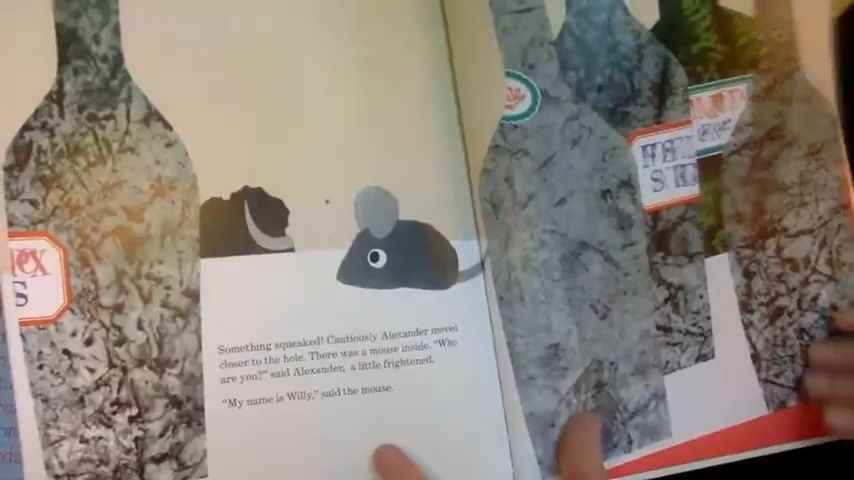 Something squeaked! Cautiously Alexander moved
closer to the hole. There was a mouse inside. "Who
are you?" said Alexander, a little frightened.
"My name is Willy," said the mouse.